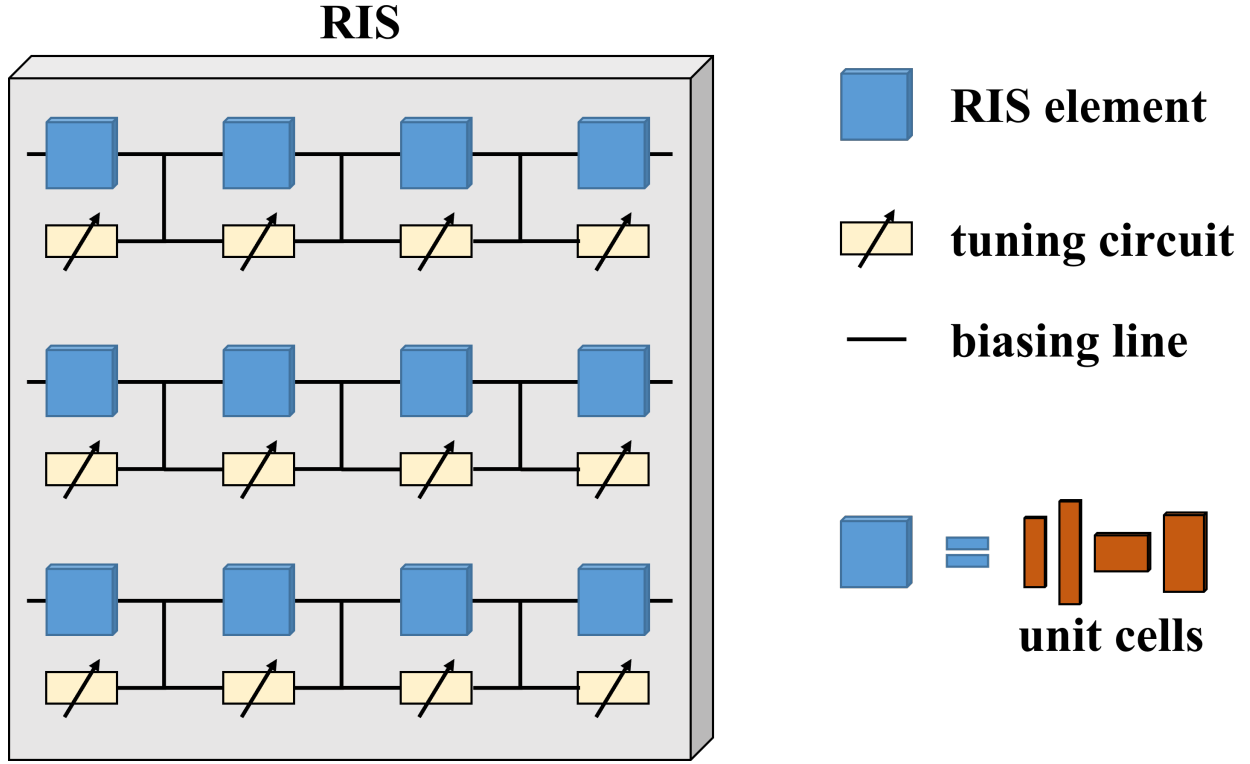 RIS
RIS element
tuning circuit
biasing line
unit cells